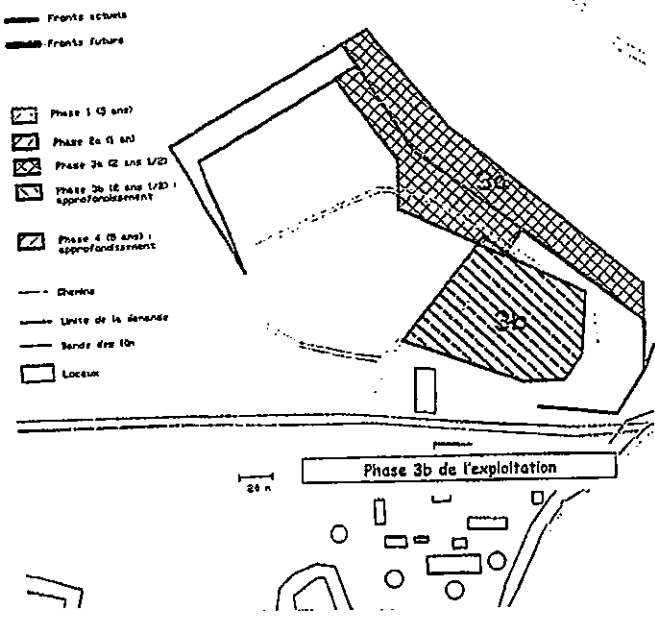 Fronts actuels
Fronts futurs
Phase 1 (5 ans)
Phase 2a (1 an)
Phase 3a (2 ans 1/2)
Phase 3b (2 ans 1/2) :
approfondissement
Phase 4 (5 ans) :
approfondissement
Chemins
Limite de la demande
Bande des 10m
Locaux
3a
3b
20 m
Phase 3b de l'exploitation